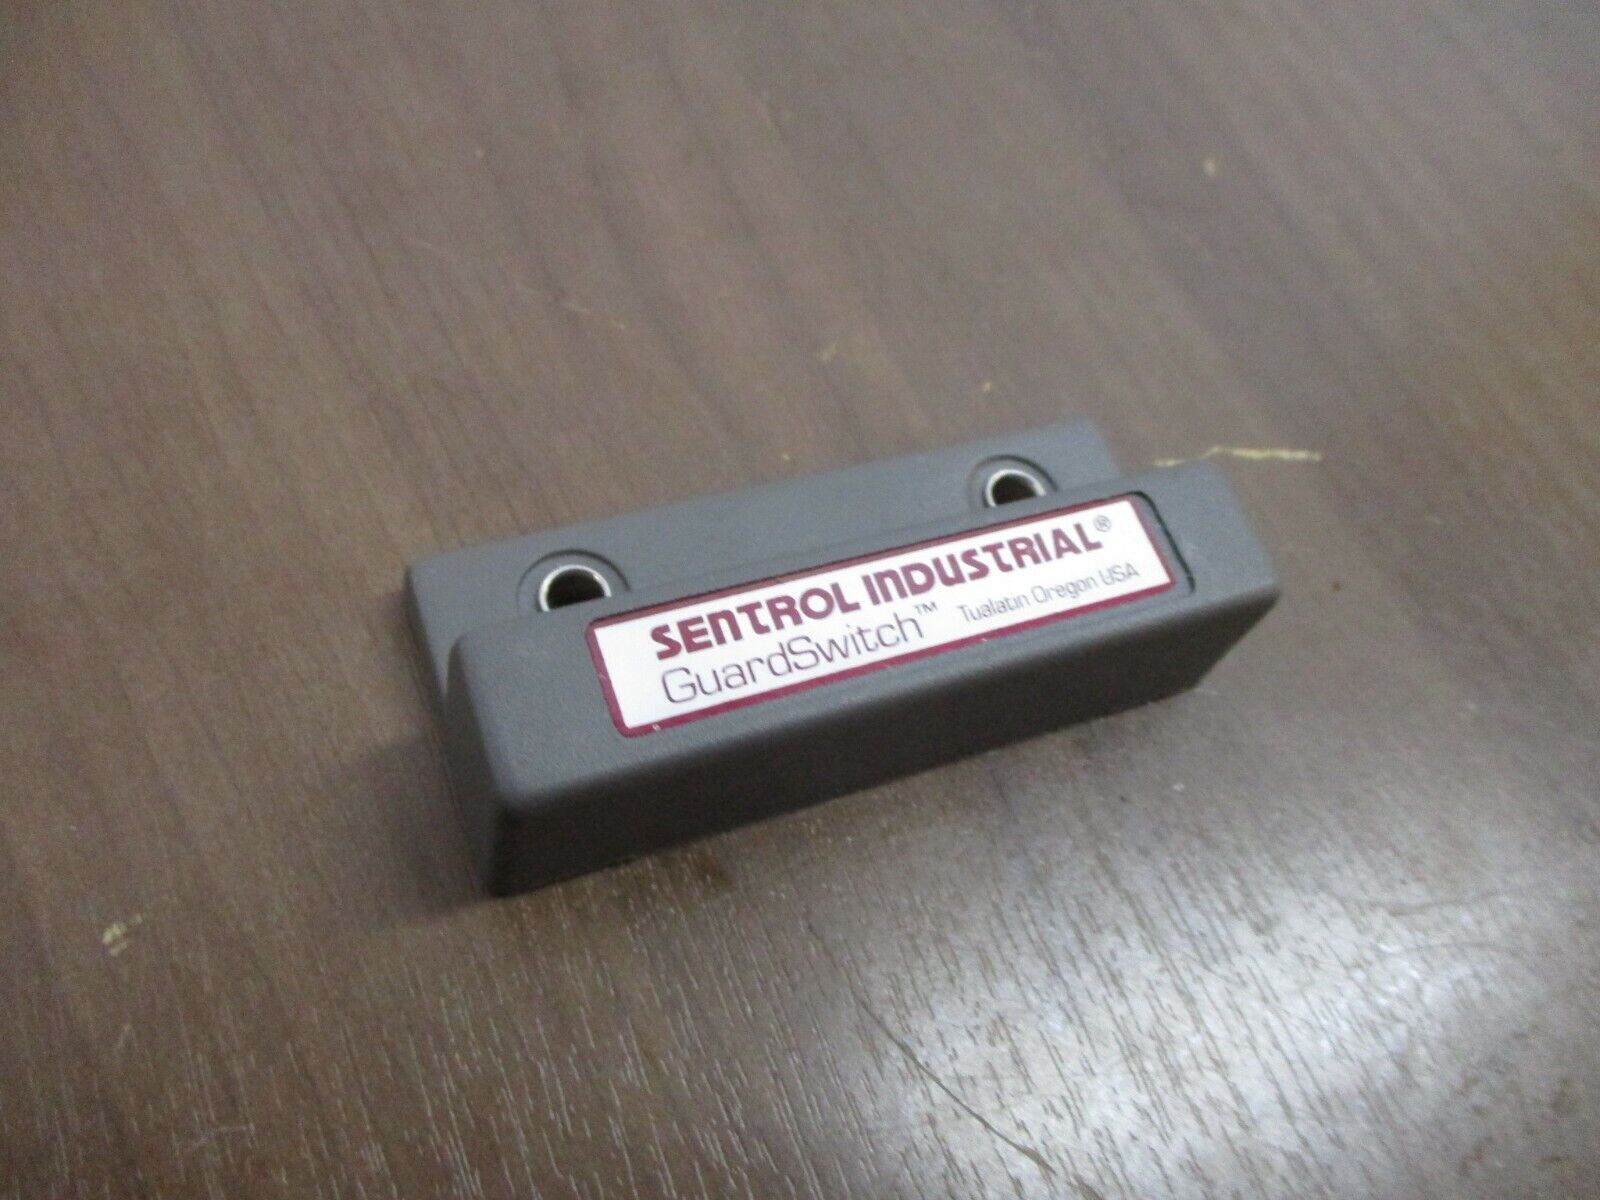 SENTROL INDUSTRIAL®
GuardSwitch™ Tualatin Oregon USA